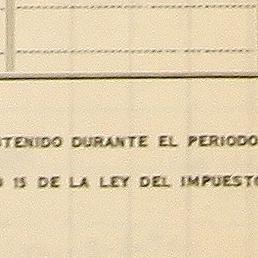 TENIDO DURANTE EL PERIODO
15 DE LA LEY DEL IMPUESTO